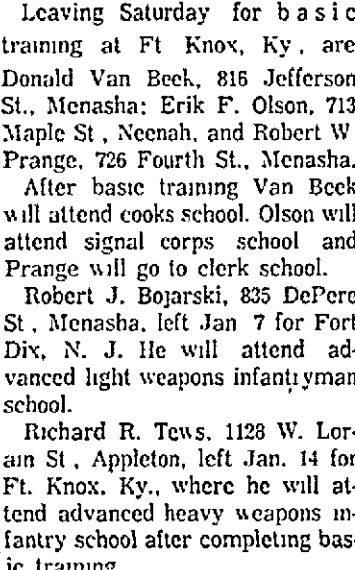 Leaving Saturday for basic
training at Ft Knox, Ky, are
Donald Van Beek, 816 Jefferson
St., Menasha; Erik F. Olson, 713
Maple St, Neenah, and Robert W
Prange, 726 Fourth St., Menasha.
After basic training Van Beek
will attend cooks school. Olson will
attend signal corps school and
Prange will go to clerk school.
Robert J. Bojarski, 835 DePere
St, Menasha, left Jan 7 for Fort
Dix, N. J. He will attend ad-
vanced light weapons infantryman
school.
Richard R. Tews, 1128 W. Lor-
ain St, Appleton, left Jan. 14 for
Ft. Knox, Ky., where he will at-
tend advanced heavy weapons in-
fantry school after completing bas-
ic training